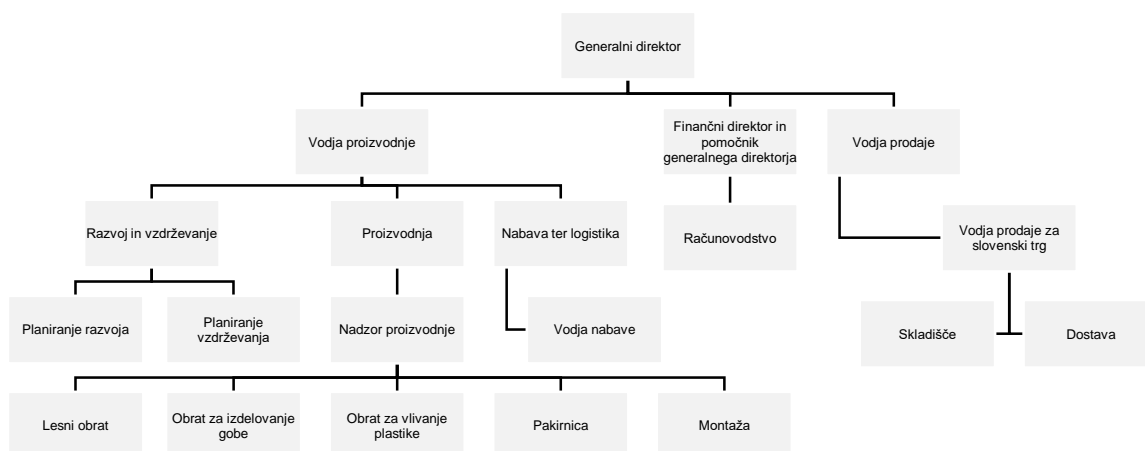 Generalni direktor
Vodja proizvodnje
Finančni direktor in
pomočnik
generalnega direktorja
Vodja prodaje
Razvoj in vzdrževanje
Proizvodnja
Nabava ter logistika
Računovodstvo
Vodja prodaje za
slovenski trg
Planiranje razvoja
Planiranje
vzdrževanja
Nadzor proizvodnje
Vodja nabave
Skladišče
Dostava
Lesni obrat
Obrat za izdelovanje
gobe
Obrat za vlivanje
plastike
Pakirnica
Montaža